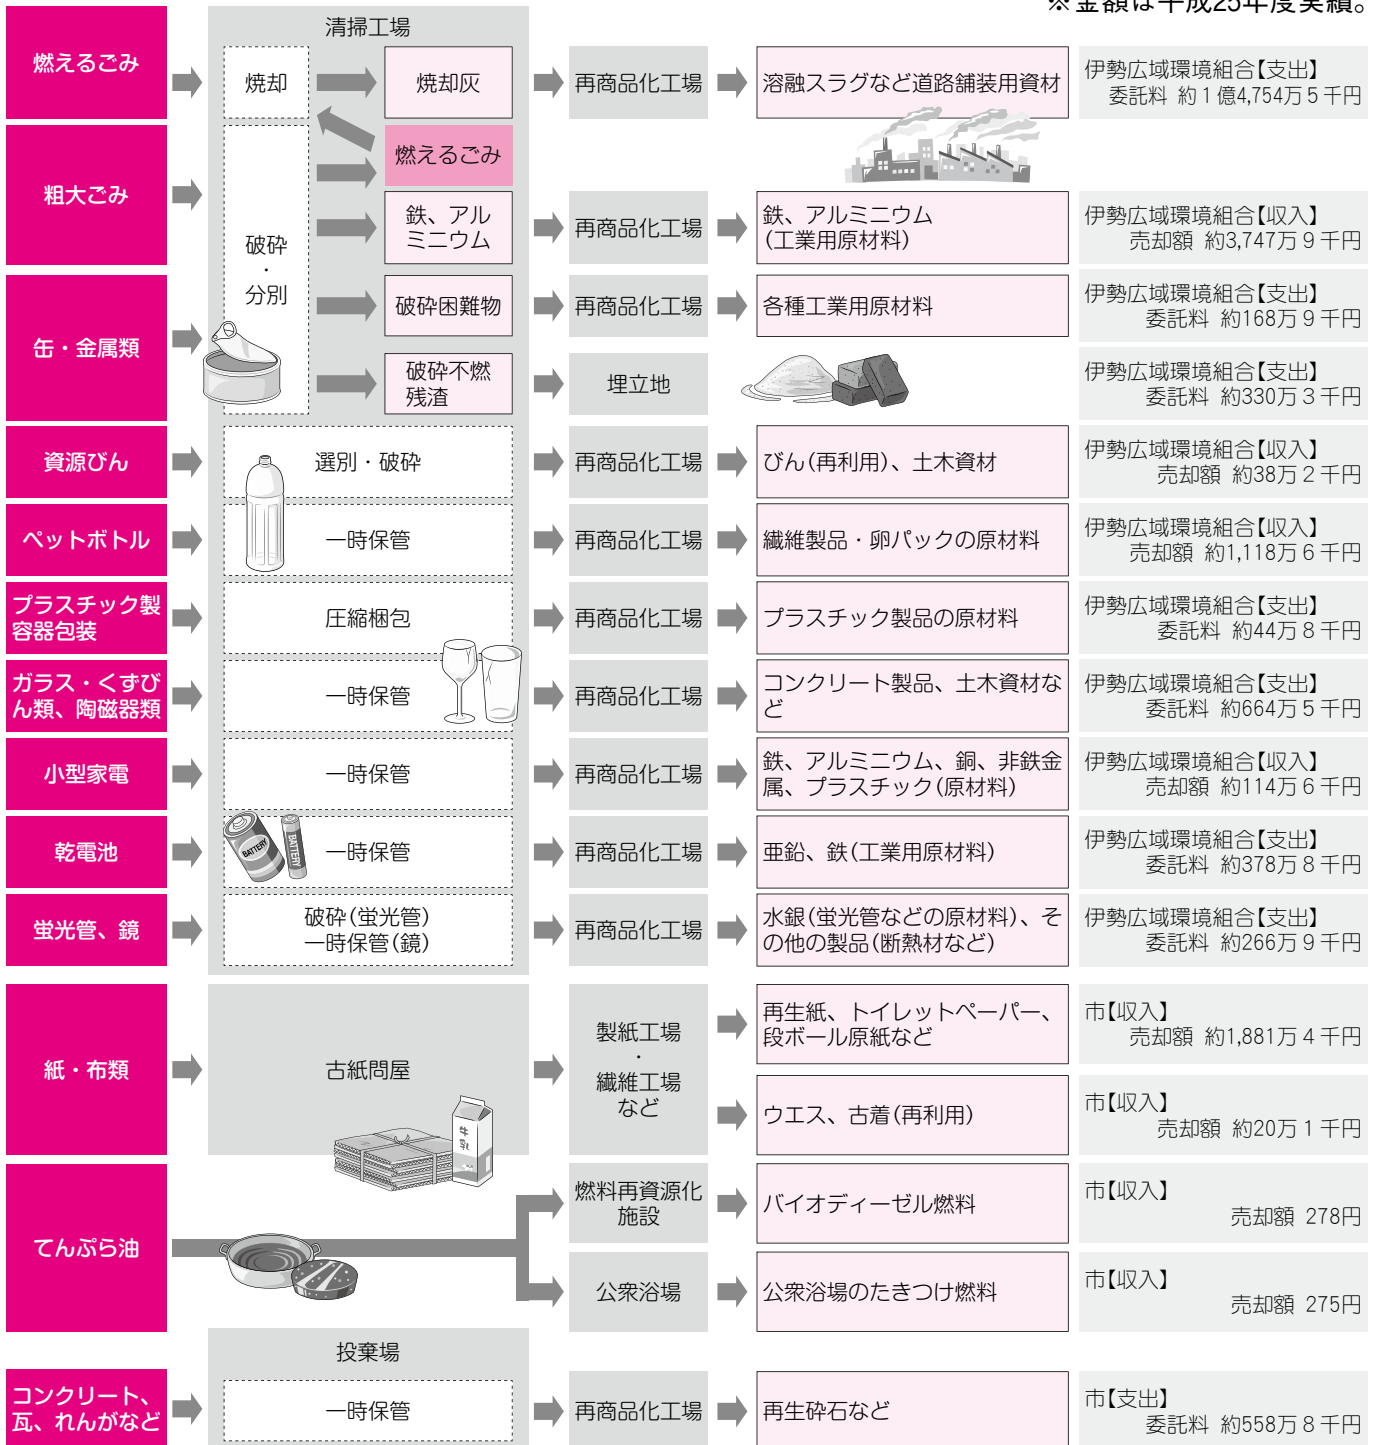 ※金額は平成25年度実績。
清掃工場
燃えるごみ
焼却
焼却灰
再商品化工場
溶融スラグなど道路舗装用資材
伊勢広域環境組合【支出】
委託料 約1億4,754万5千円
燃えるごみ
粗大ごみ
破砕
・
分別
鉄、アル
ミニウム
再商品化工場
鉄、アルミニウム
(工業用原材料)
伊勢広域環境組合【収入】
売却額 約3,747万9千円
破砕困難物
再商品化工場
各種工業用原材料
伊勢広域環境組合【支出】
委託料 約168万9千円
缶・金属類
破砕不燃
残渣
埋立地
伊勢広域環境組合【支出】
委託料 約330万3千円
資源びん
選別・破砕
再商品化工場
びん(再利用)、土木資材
伊勢広域環境組合【収入】
売却額 約38万2千円
ペットボトル
一時保管
再商品化工場
繊維製品・卵パックの原材料
伊勢広域環境組合【収入】
売却額 約1,118万6千円
プラスチック製
容器包装
圧縮梱包
再商品化工場
プラスチック製品の原材料
伊勢広域環境組合【支出】
委託料 約44万8千円
ガラス・くずび
ん類、陶磁器類
一時保管
再商品化工場
コンクリート製品、土木資材な
ど
伊勢広域環境組合【支出】
委託料 約664万5千円
小型家電
一時保管
再商品化工場
鉄、アルミニウム、銅、非鉄金
属、プラスチック(原材料)
伊勢広域環境組合【収入】
売却額 約114万6千円
乾電池
BATTERY
BATTERY
一時保管
再商品化工場
亜鉛、鉄(工業用原材料)
伊勢広域環境組合【支出】
委託料 約378万8千円
蛍光管、鏡
破砕(蛍光管)
一時保管(鏡)
再商品化工場
水銀(蛍光管などの原材料)、そ
の他の製品(断熱材など)
伊勢広域環境組合【支出】
委託料 約266万9千円
紙・布類
古紙問屋
牛乳
製紙工場
・
繊維工場
など
再生紙、トイレットペーパー、
段ボール原紙など
市【収入】
売却額 約1,881万4千円
ウエス、古着(再利用)
市【収入】
売却額 約20万1千円
てんぷら油
燃料再資源化
施設
バイオディーゼル燃料
市【収入】
売却額 278円
公衆浴場
公衆浴場のたきつけ燃料
市【収入】
売却額 275円
投棄場
コンクリート、
瓦、れんがなど
一時保管
再商品化工場
再生砕石など
市【支出】
委託料 約558万8千円